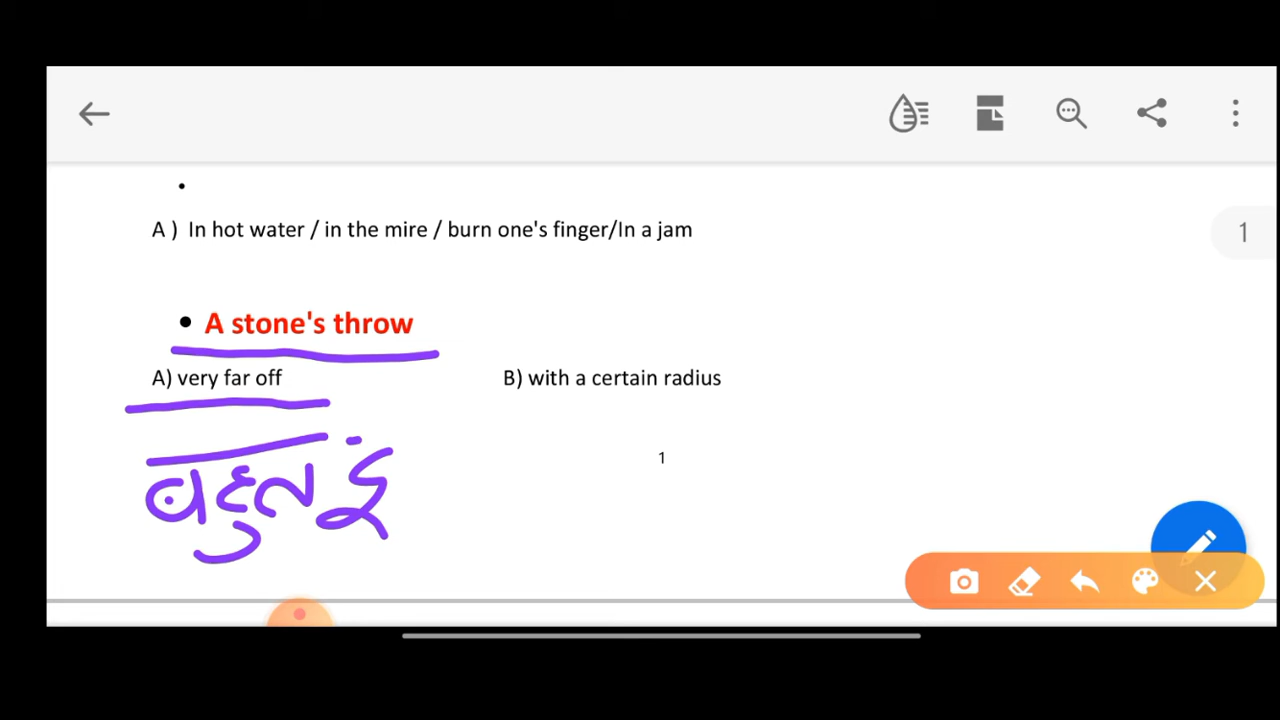 A ) In hot water / in the mire / burn one's finger/In a jam
1
• A stone's throw
A) very far off
B) with a certain radius
1
बहुत